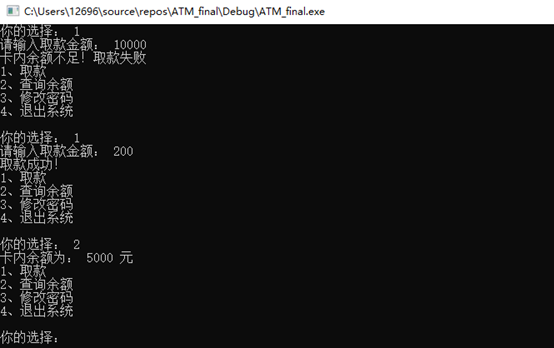 C:\Users\12696\source\repos\ATM_final\Debug\ATM_final.exe
你的选择： 1
请输入取款金额： 10000
卡内余额不足！取款失败
1、取款
2、查询余额
3、修改密码
4、退出系统
你的选择： 1
请输入取款金额： 200
取款成功！
1、取款
2、查询余额
3、修改密码
4、退出系统
你的选择： 2
卡内余额为： 5000 元
1、取款
2、查询余额
3、修改密码
4、退出系统
你的选择：